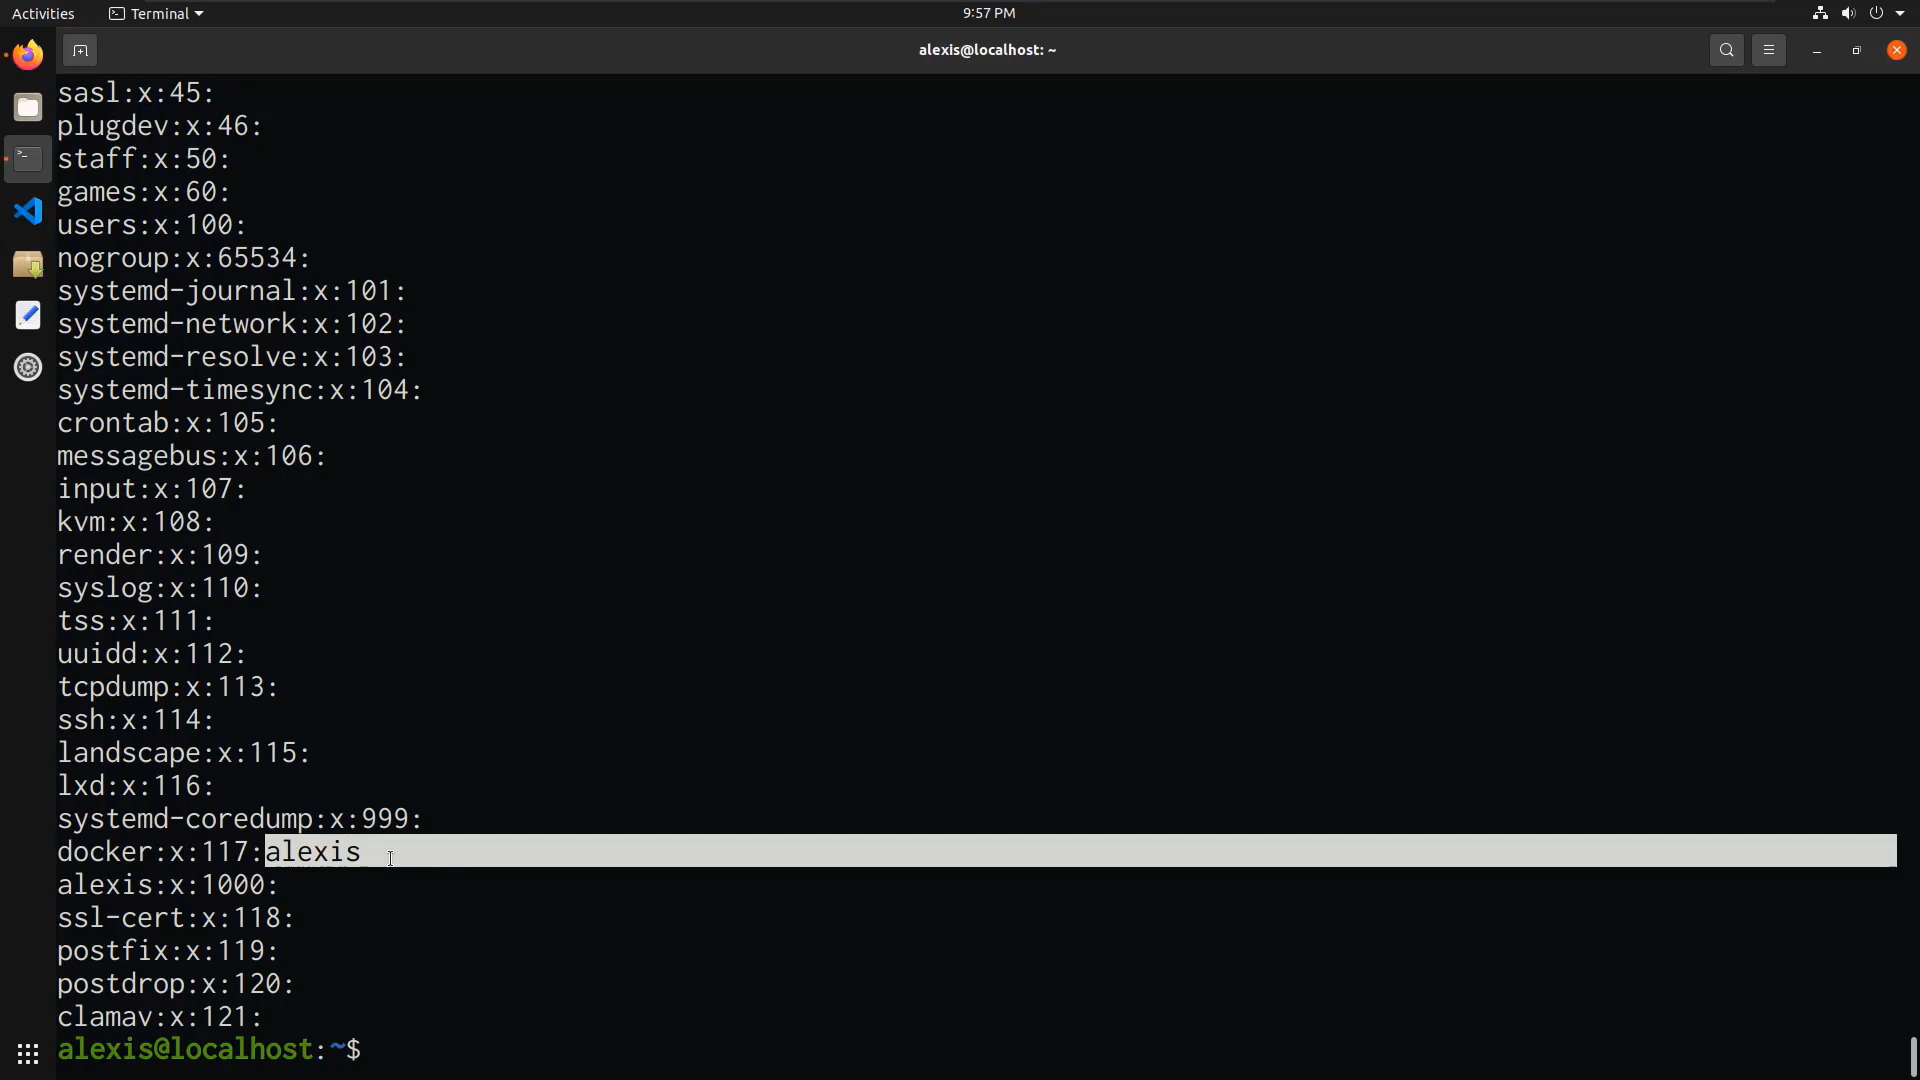 Activities Terminal 9:57 PM
alexis@localhost: ~
sasl:x:45:
plugdev:x:46:
staff:x:50:
games:x:60:
users:x:100:
nogroup:x:65534:
systemd-journal:x:101:
systemd-network:x:102:
systemd-resolve:x:103:
systemd-timesync:x:104:
crontab:x:105:
messagebus:x:106:
input:x:107:
kvm:x:108:
render:x:109:
syslog:x:110:
tss:x:111:
uuidd:x:112:
tcpdump:x:113:
ssh:x:114:
landscape:x:115:
lxd:x:116:
systemd-coredump:x:999:
docker:x:117:alexis
alexis:x:1000:
ssl-cert:x:118:
postfix:x:119:
postdrop:x:120:
clamav:x:121:
alexis@localhost:~$